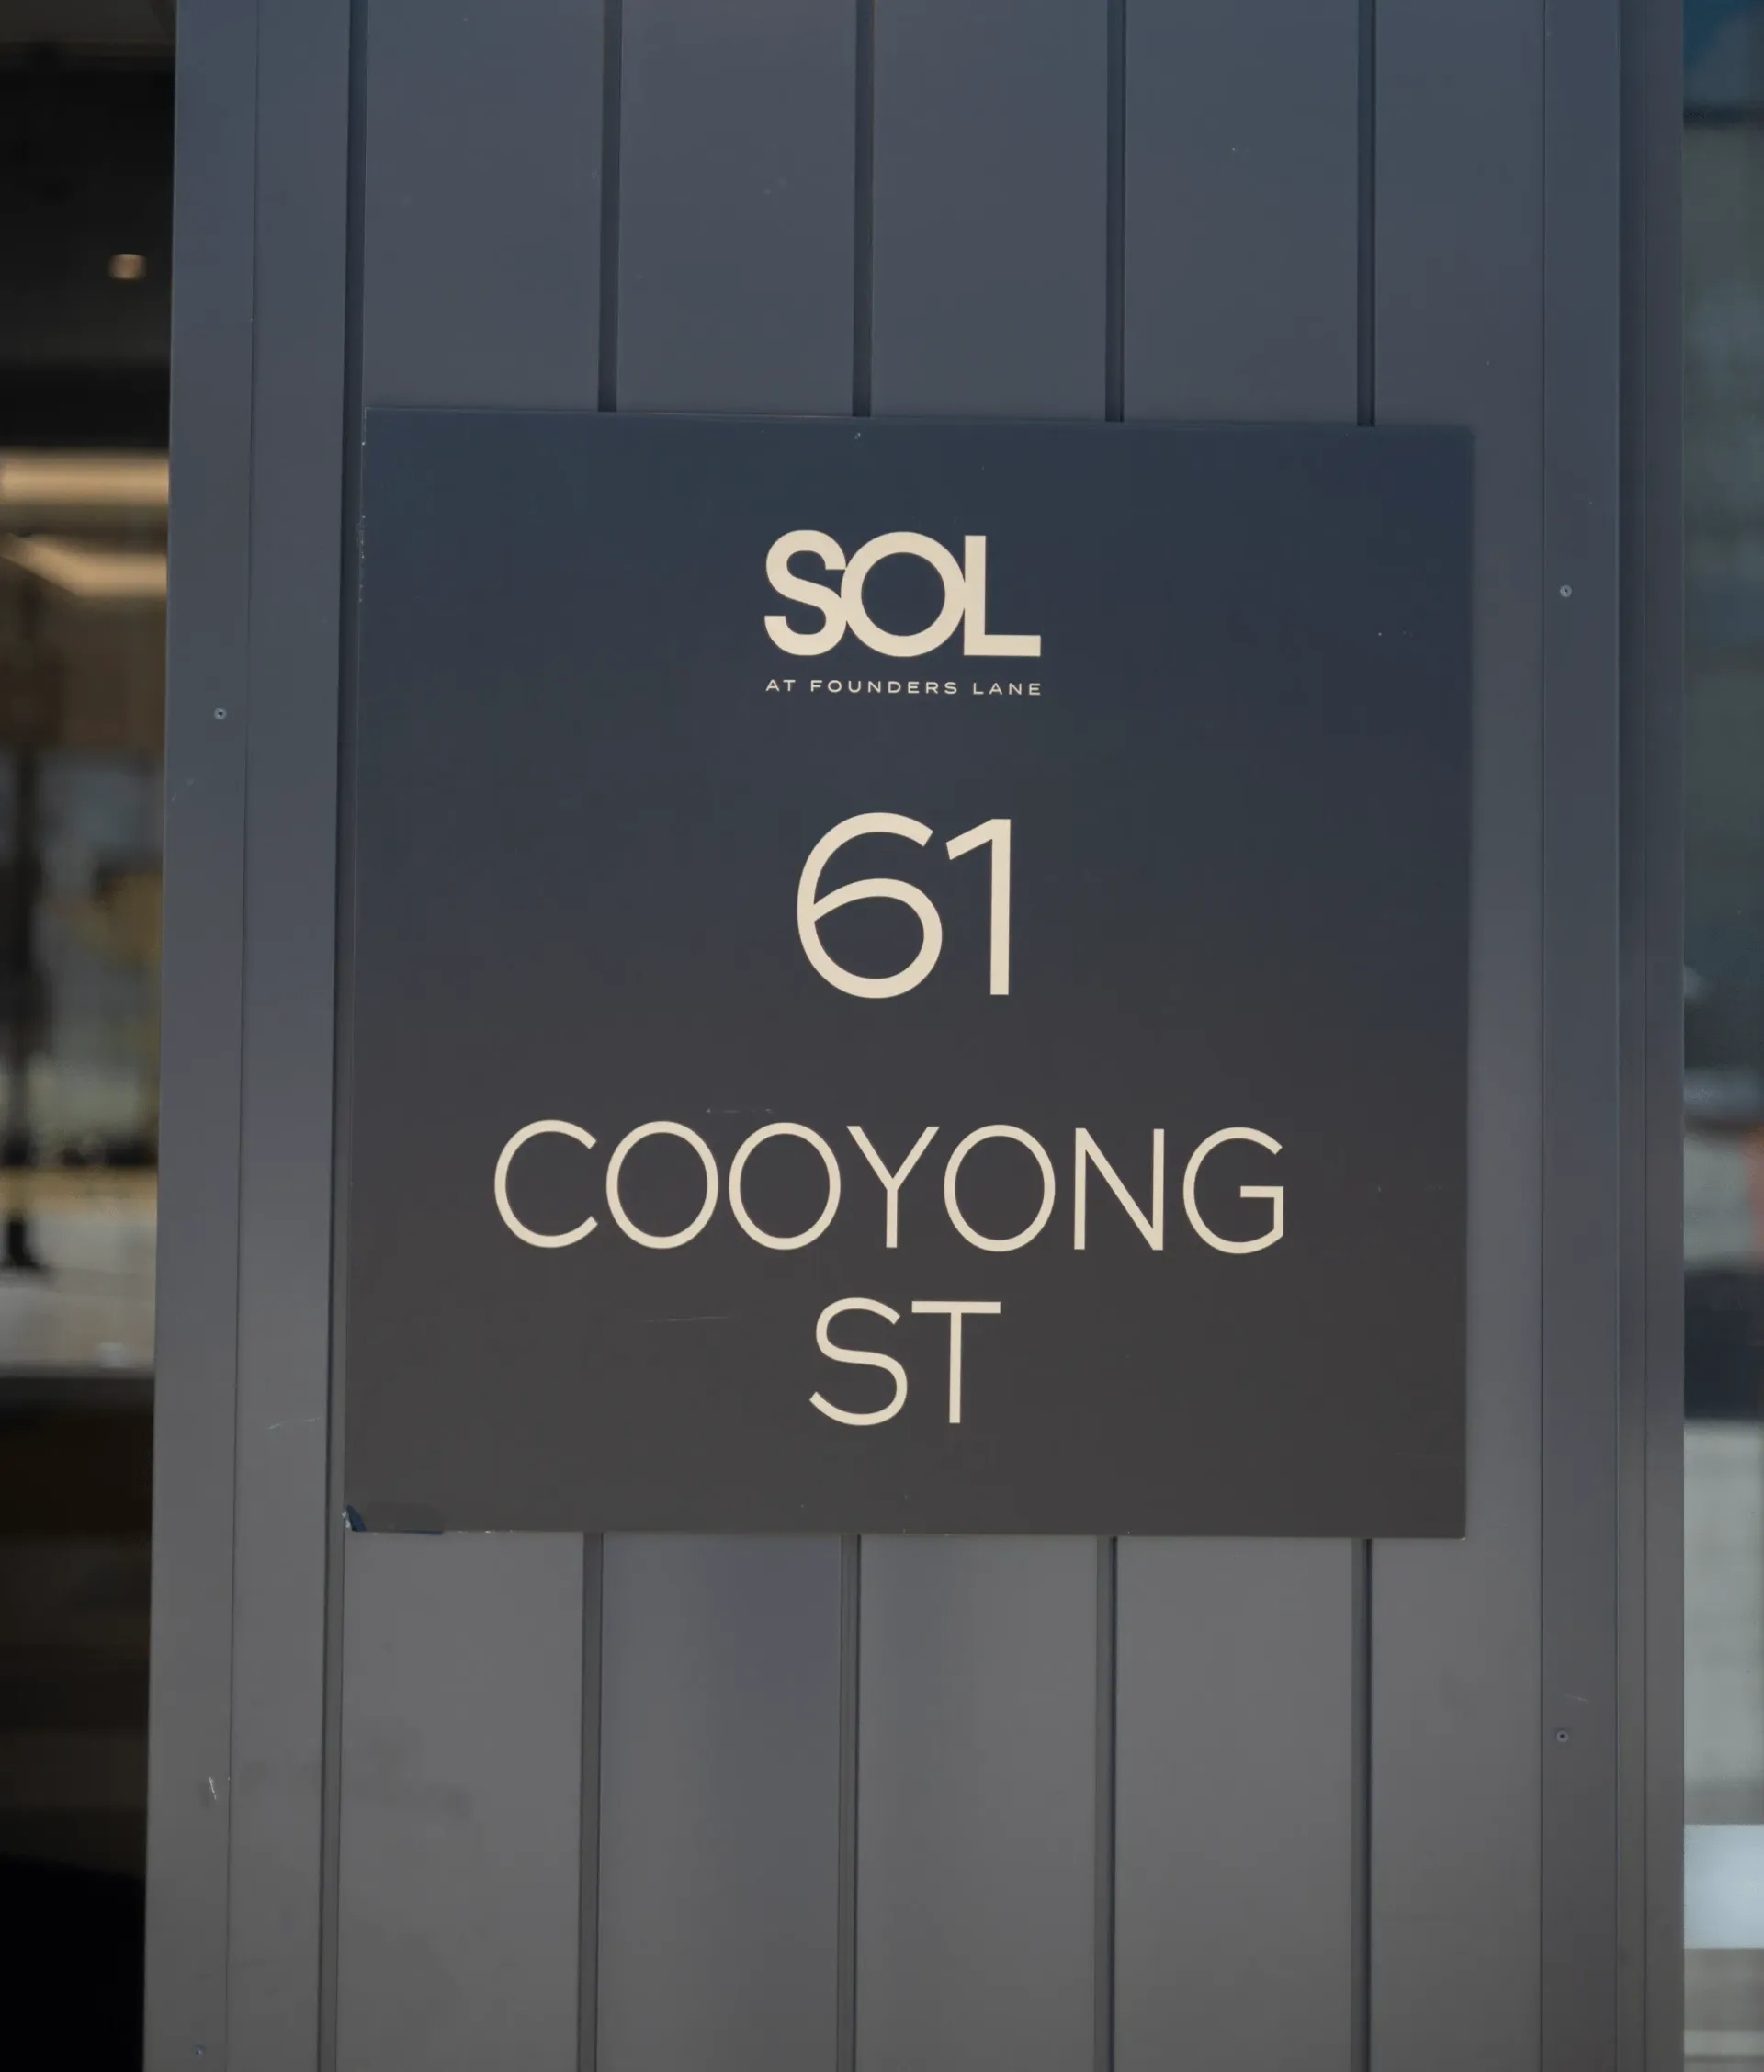 SOL
AT FOUNDERS LANE
61
COOYONG
ST